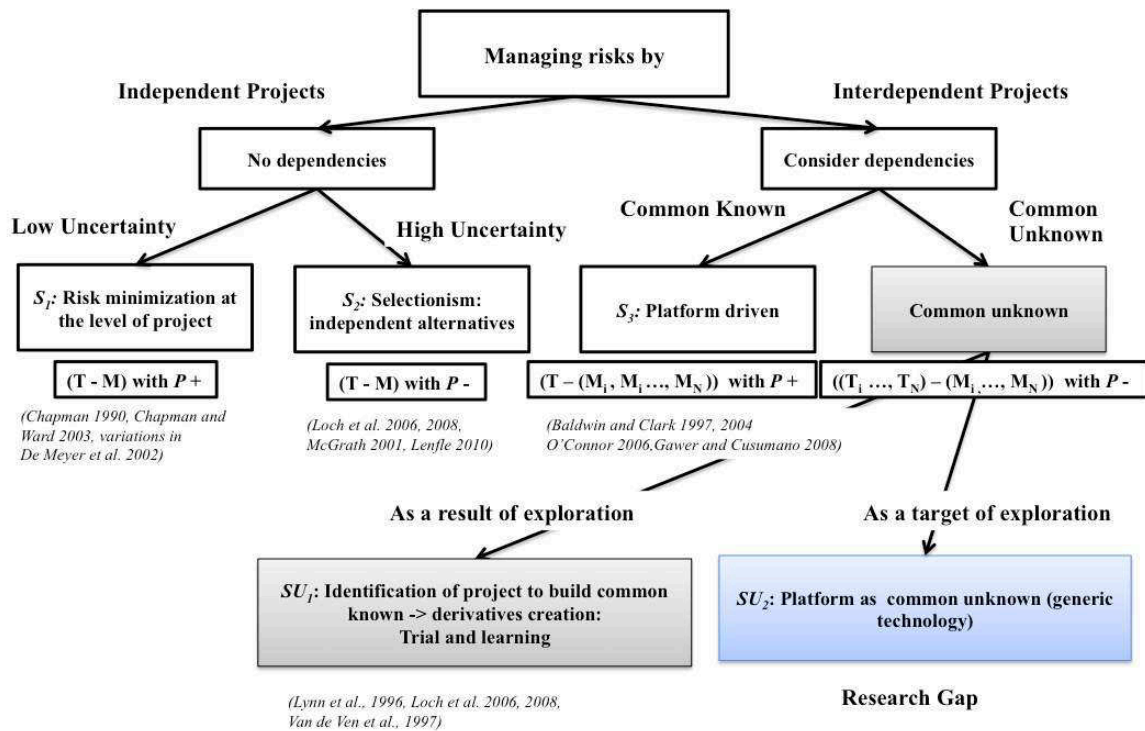 Managing risks by
Independent Projects
Interdependent Projects
No dependencies
Consider dependencies
Low Uncertainty
High Uncertainty
Common Known
Common
Unknown
S1: Risk minimization at
the level of project
S2: Selectionism:
independent alternatives
S3: Platform driven
Common unknown
(T - M) with P +
(T - M) with P -
(T – (Mi , Mi ..., MN )) with P +
((Ti ..., TN) – (Mi ,..., MN )) with P -
(Chapman 1990, Chapman and
Ward 2003, variations in
De Meyer et al. 2002)
(Loch et al. 2006, 2008,
McGrath 2001, Lenfle 2010)
(Baldwin and Clark 1997, 2004
O’Connor 2006,Gawer and Cusumano 2008)
As a result of exploration
As a target of exploration
SU1: Identification of project to build common
known -> derivatives creation:
Trial and learning
SU2: Platform as common unknown (generic
technology)
(Lynn et al., 1996, Loch et al. 2006, 2008,
Van de Ven et al., 1997)
Research Gap